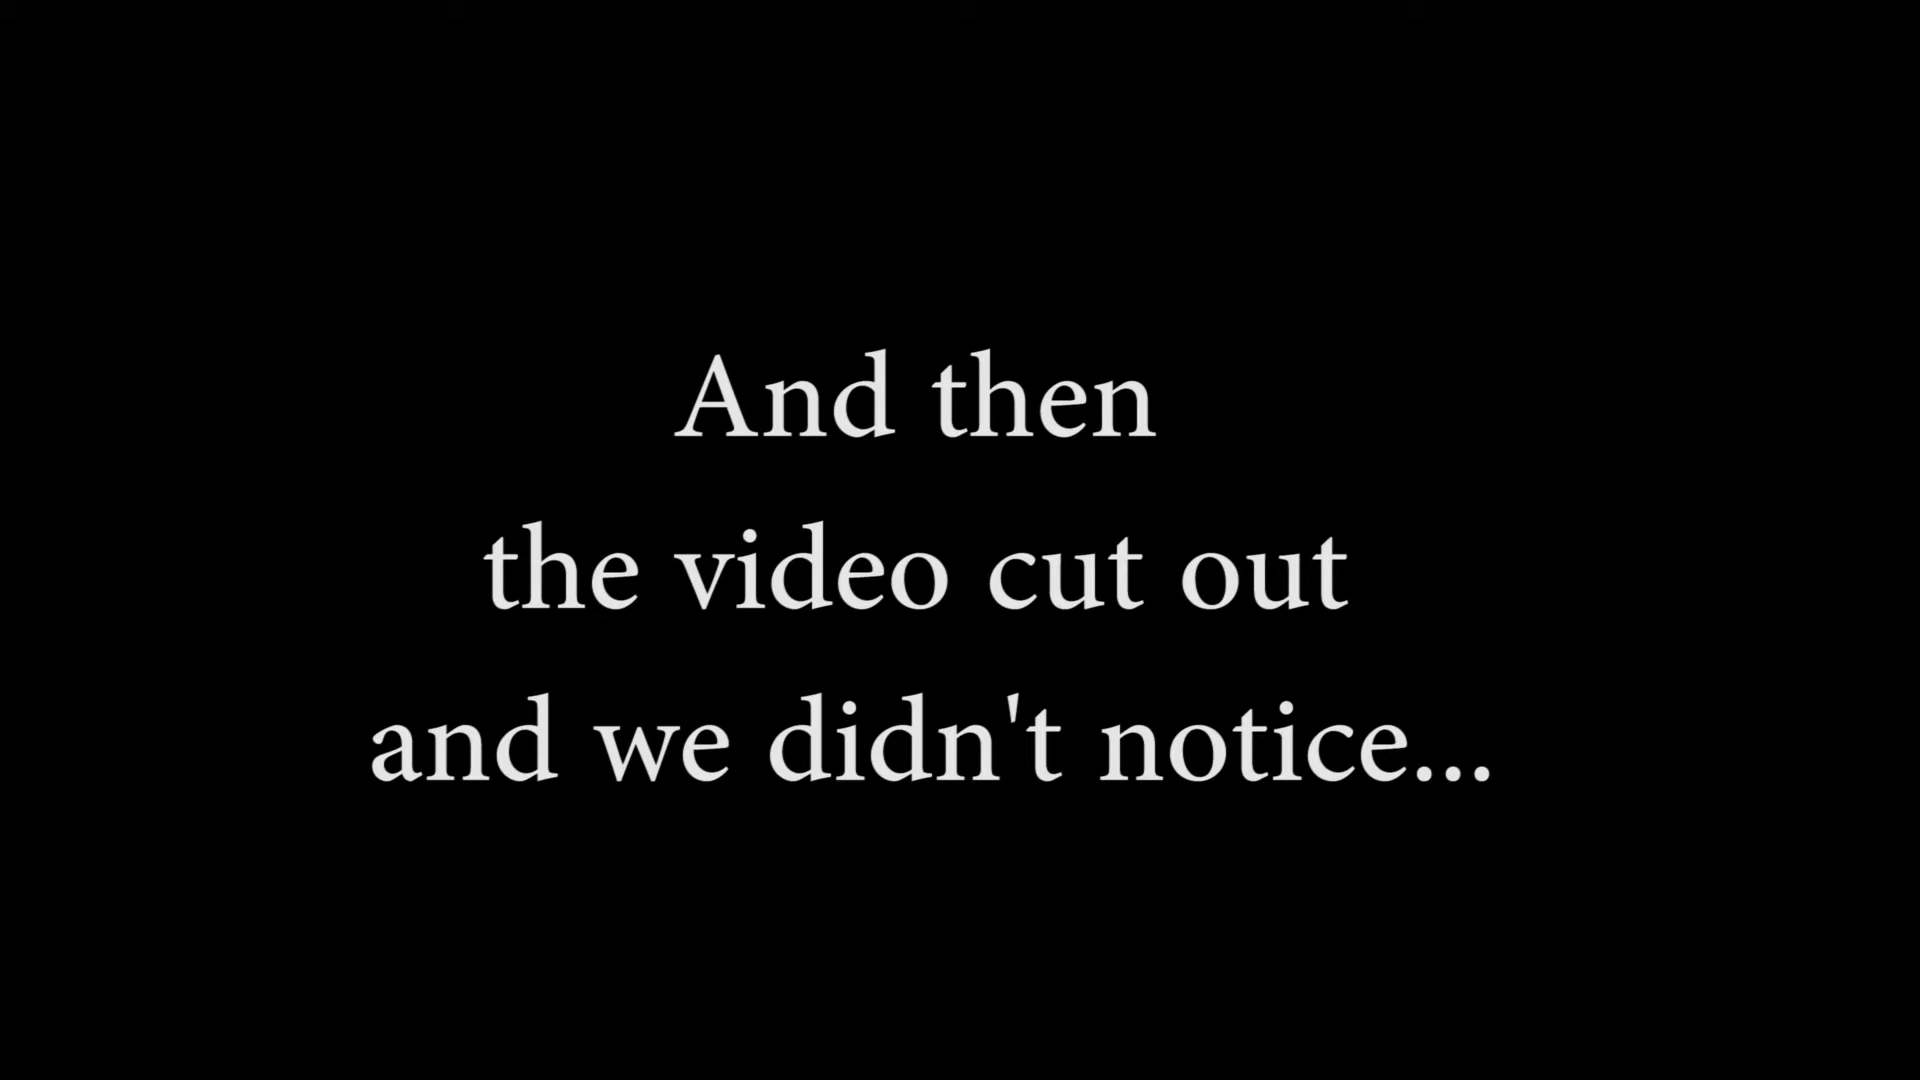 And then
the video cut out
and we didn't notice...